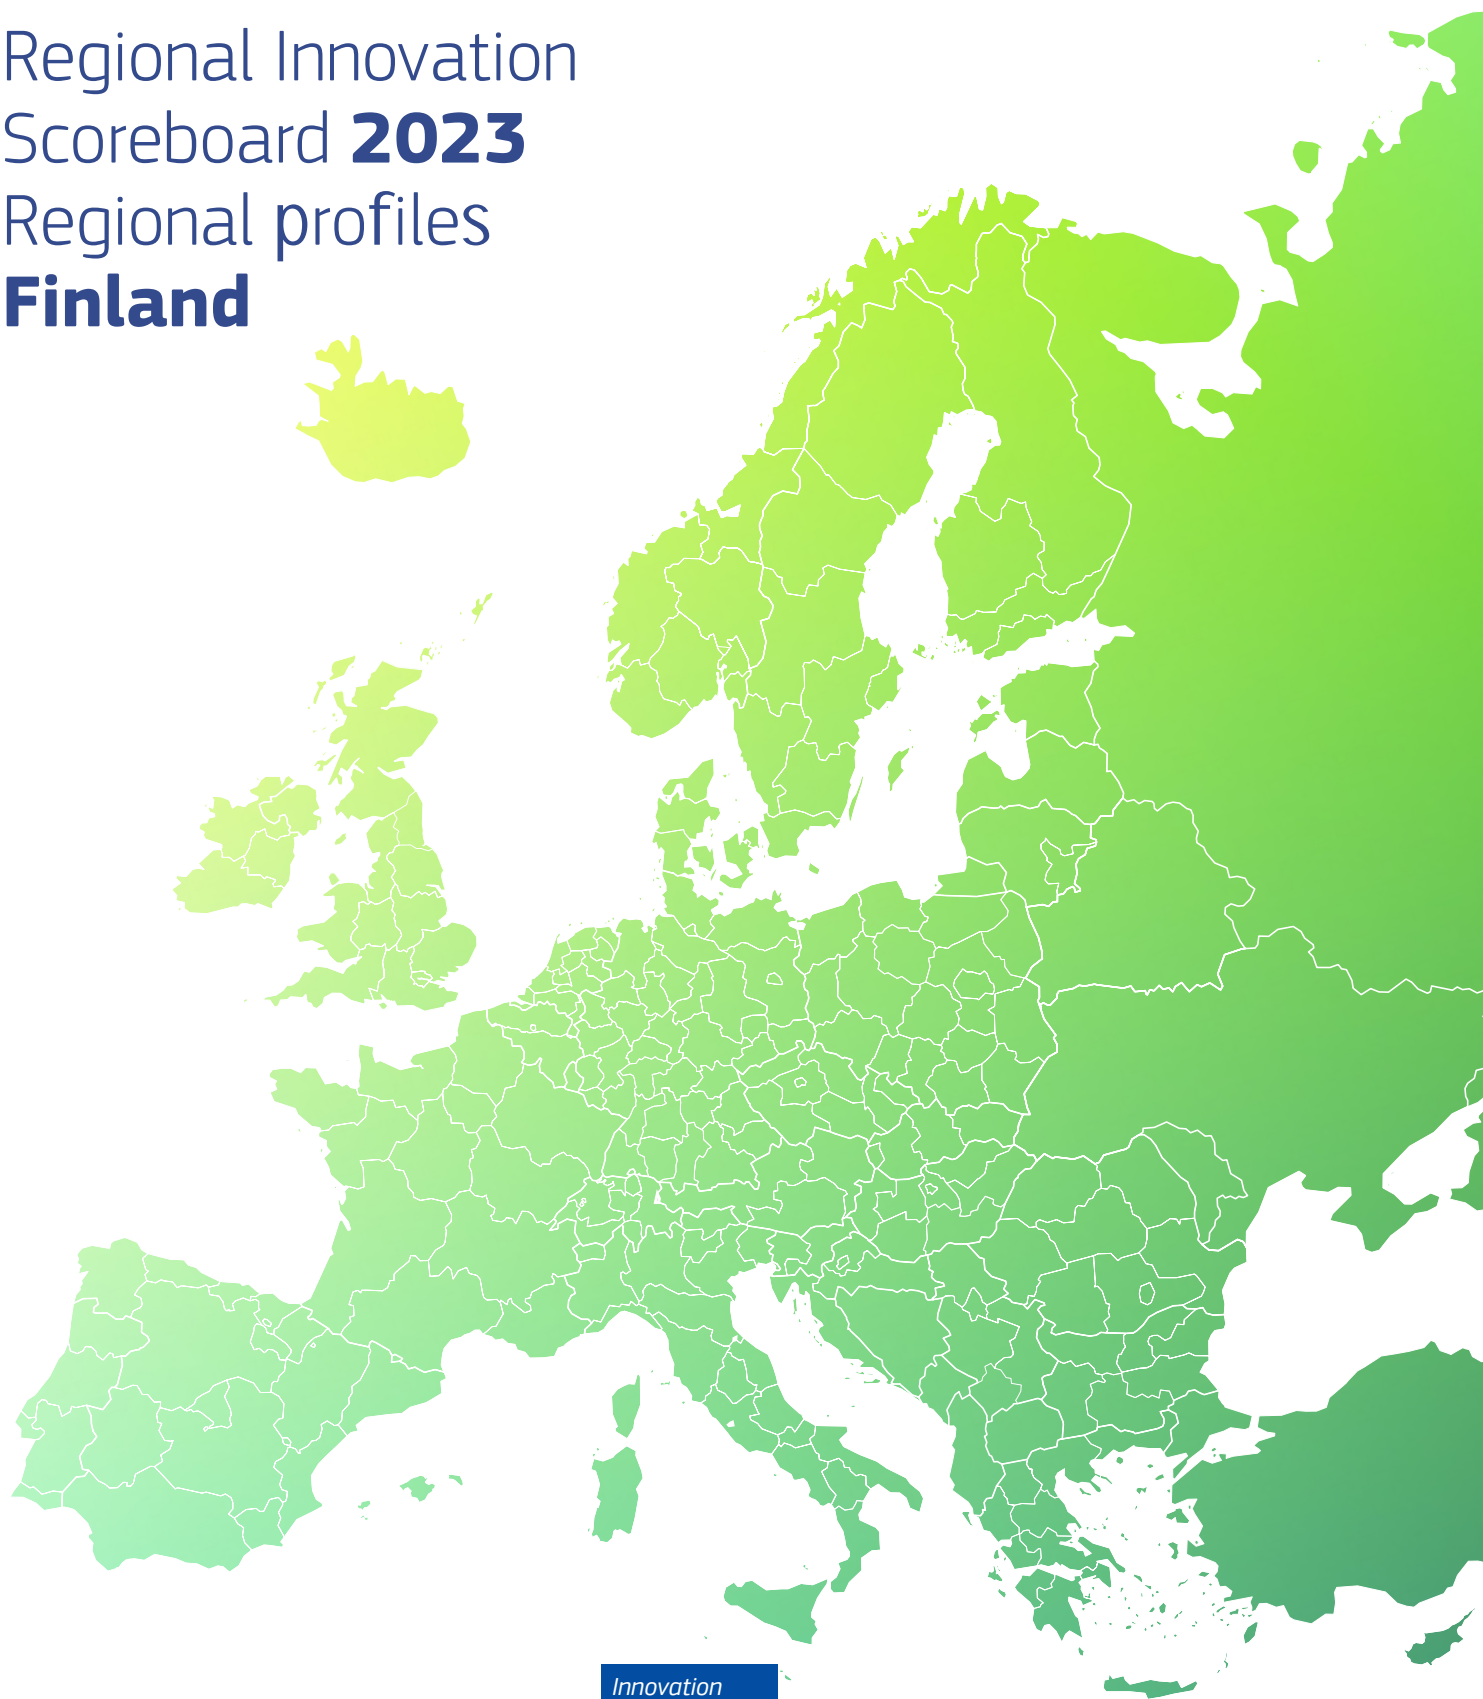 Regional Innovation
Scoreboard 2023
Regional profiles
Finland
Innovation